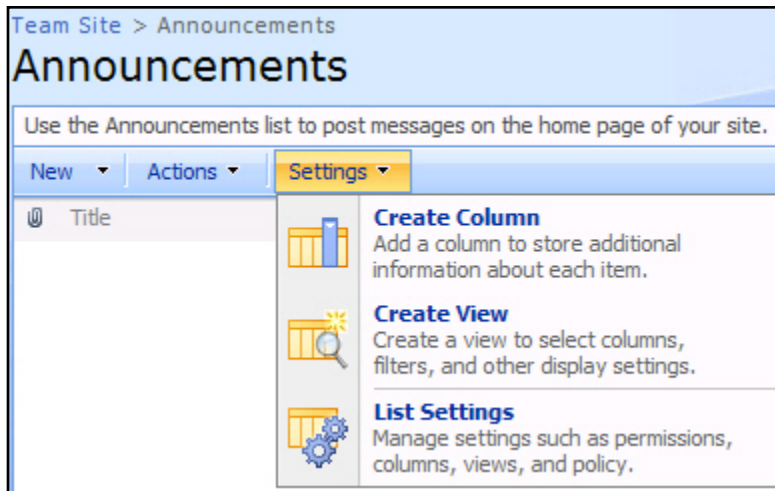 Team Site > Announcements
Announcements
Use the Announcements list to post messages on the home page of your site.
New Actions Settings
Title
Create Column
Add a column to store additional
information about each item.
Create View
Create a view to select columns,
filters, and other display settings.
List Settings
Manage settings such as permissions,
columns, views, and policy.